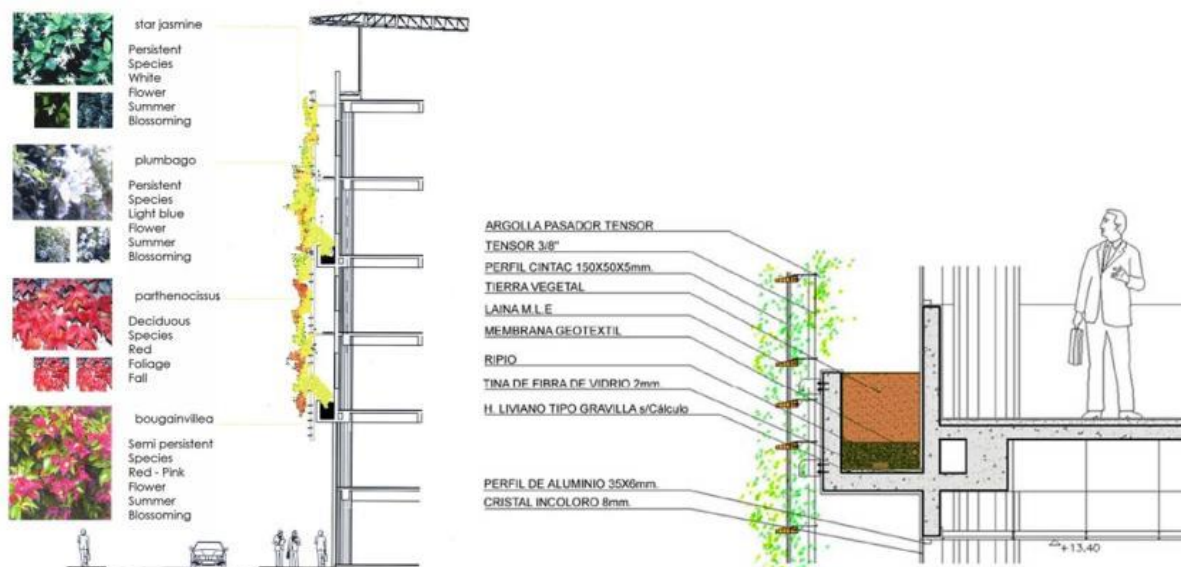 star jasmine
Persistent
Species
White
Flower
Summer
Blossoming
plumbago
Persistent
Species
Light blue
Flower
Summer
Blossoming
parthenocissus
Deciduous
Species
Red
Foliage
Fall
bougainvillea
Semi persistent
Species
Red - Pink
Flower
Summer
Blossoming
ARGOLLA PASADOR TENSOR
TENSOR 3/8"
PERFIL CINTAC 150X50X5mm.
TIERRA VEGETAL
LAINA M.L.E
MEMBRANA GEOTEXTIL
RIPIO
TINA DE FIBRA DE VIDRIO 2mm.
H. LIVIANO TIPO GRAVILLA s/Cálculo
PERFIL DE ALUMINIO 35X6mm.
CRISTAL INCOLORO 8mm.
+13.40